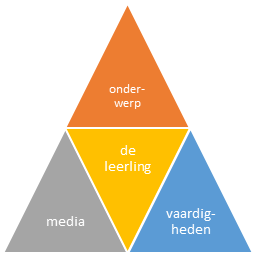 onder-
werp
de
leerling
media
vaardig-
heden